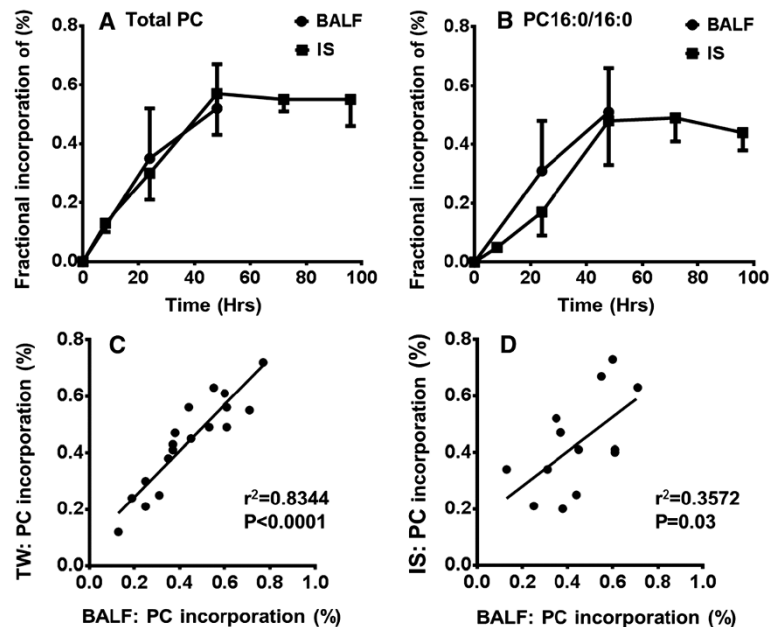 A Total PC
BALF
IS
Fractional incorporation of (%)
0.8
0.6
0.4
0.2
0.0
0 20 40 60 80 100
Time (Hrs)
B PC16:0/16:0
BALF
IS
Fractional incorporation of (%)
0.8
0.6
0.4
0.2
0.0
0 20 40 60 80 100
Time (Hrs)
C
TW: PC incorporation (%)
0.8
0.6
0.4
0.2
0.0
r²=0.8344
P<0.0001
0.0 0.2 0.4 0.6 0.8 1.0
BALF: PC incorporation (%)
D
IS: PC incorporation (%)
0.8
0.6
0.4
0.2
0.0
r²=0.3572
P=0.03
0.0 0.2 0.4 0.6 0.8 1.0
BALF: PC incorporation (%)